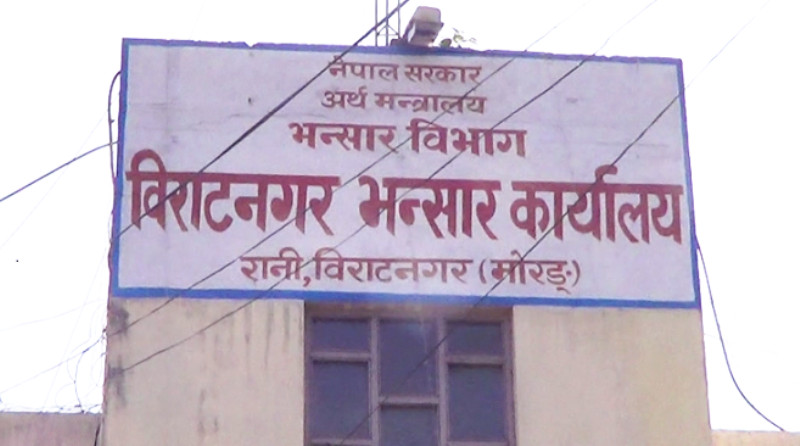 नेपाल सरकार
अर्थ मन्त्रालय
भन्सार विभाग
विराटनगर भन्सार कार्यालय
रानी, विराटनगर (मोरङ्)